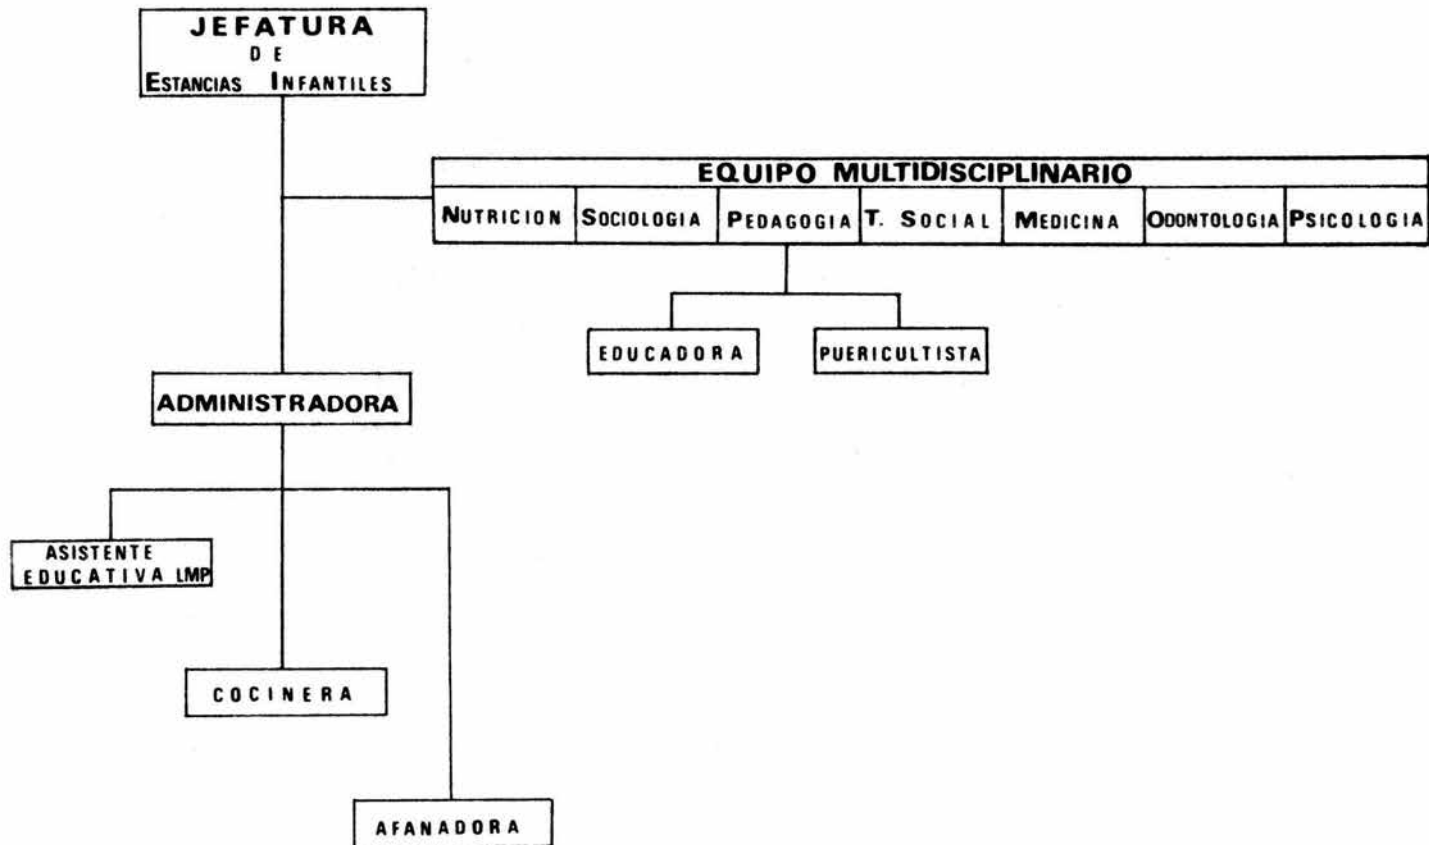 JEFATURA
DE
ESTANCIAS INFANTILES
EQUIPO MULTIDISCIPLINARIO
NUTRICION SOCIOLOGIA PEDAGOGIA T. SOCIAL MEDICINA ODONTOLOGIA PSICOLOGIA
EDUCADORA PUERICULTISTA
ADMINISTRADORA
ASISTENTE
EDUCATIVA LMP
COCINERA
AFANADORA